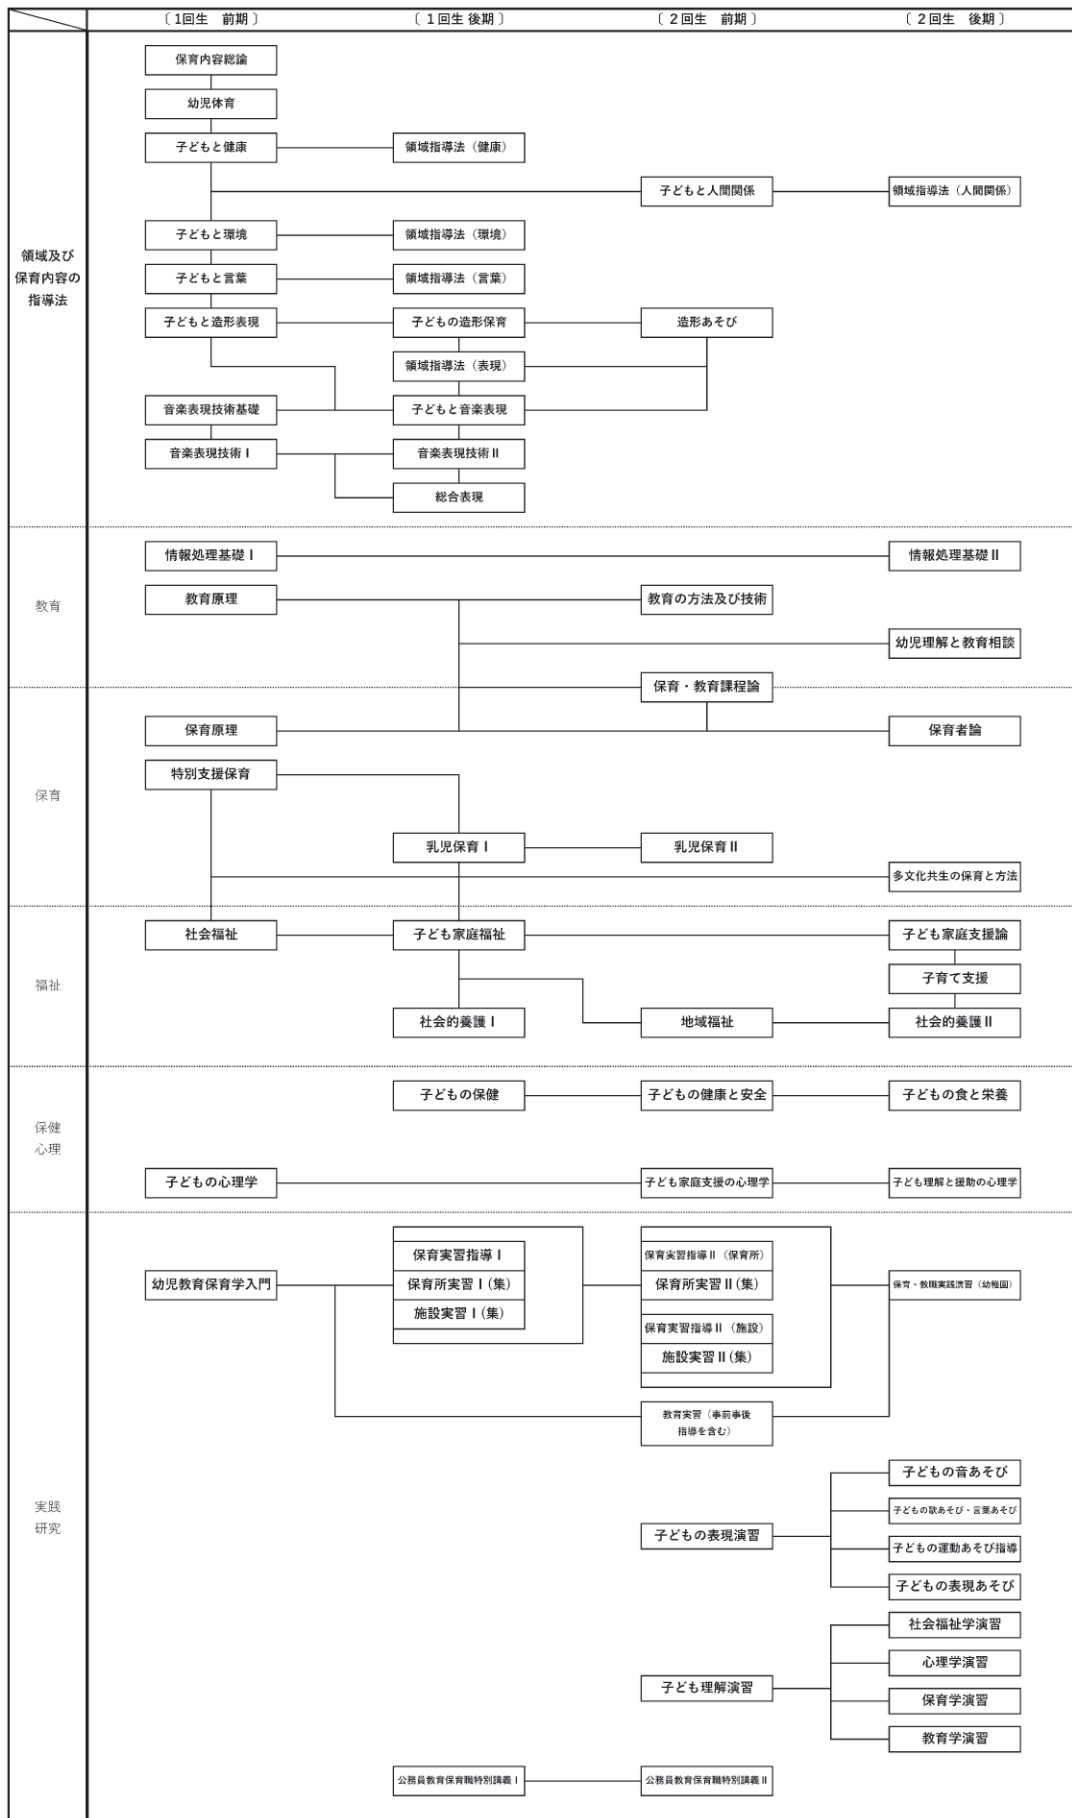 〔 1回生　前期 〕
〔 1 回生 後期 〕
〔 2 回生　前期 〕
〔 2 回生　後期 〕
領域及び
保育内容の
指導法
保育内容総論
幼児体育
子どもと健康
領域指導法（健康）
子どもと人間関係
領域指導法（人間関係）
子どもと環境
領域指導法（環境）
子どもと言葉
領域指導法（言葉）
子どもと造形表現
子どもの造形保育
造形あそび
領域指導法（表現）
音楽表現技術基礎
子どもと音楽表現
音楽表現技術Ⅰ
音楽表現技術Ⅱ
総合表現
教育
情報処理基礎Ⅰ
情報処理基礎Ⅱ
教育原理
教育の方法及び技術
幼児理解と教育相談
保育・教育課程論
保育
保育原理
保育者論
特別支援保育
乳児保育Ⅰ
乳児保育Ⅱ
多文化共生の保育と方法
福祉
社会福祉
子ども家庭福祉
子ども家庭支援論
子育て支援
社会的養護Ⅰ
地域福祉
社会的養護Ⅱ
保健
心理
子どもの保健
子どもの健康と安全
子どもの食と栄養
子どもの心理学
子ども家庭支援の心理学
子ども理解と援助の心理学
実践
研究
幼児教育保育学入門
保育実習指導Ⅰ
保育所実習Ⅰ(集)
施設実習Ⅰ(集)
保育実習指導Ⅱ（保育所）
保育所実習Ⅱ(集)
保育実習指導Ⅱ（施設）
施設実習Ⅱ(集)
保育・教職実践演習（幼稚園）
教育実習（事前事後
指導を含む）
子どもの表現演習
子どもの音あそび
子どもの歌あそび・言葉あそび
子どもの運動あそび指導
子どもの表現あそび
子ども理解演習
社会福祉学演習
心理学演習
保育学演習
教育学演習
公務員教育保育職特別講義Ⅰ
公務員教育保育職特別講義Ⅱ